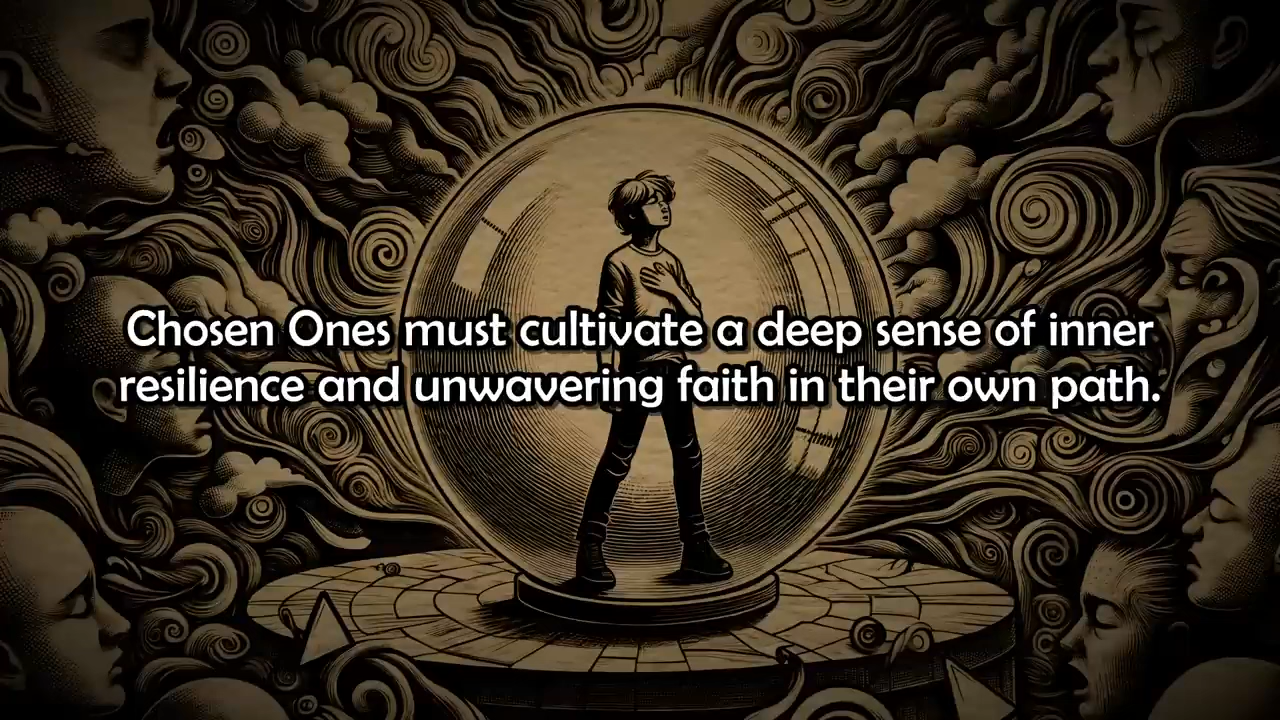 Chosen Ones must cultivate a deep sense of inner
resilience and unwavering faith in their own path.